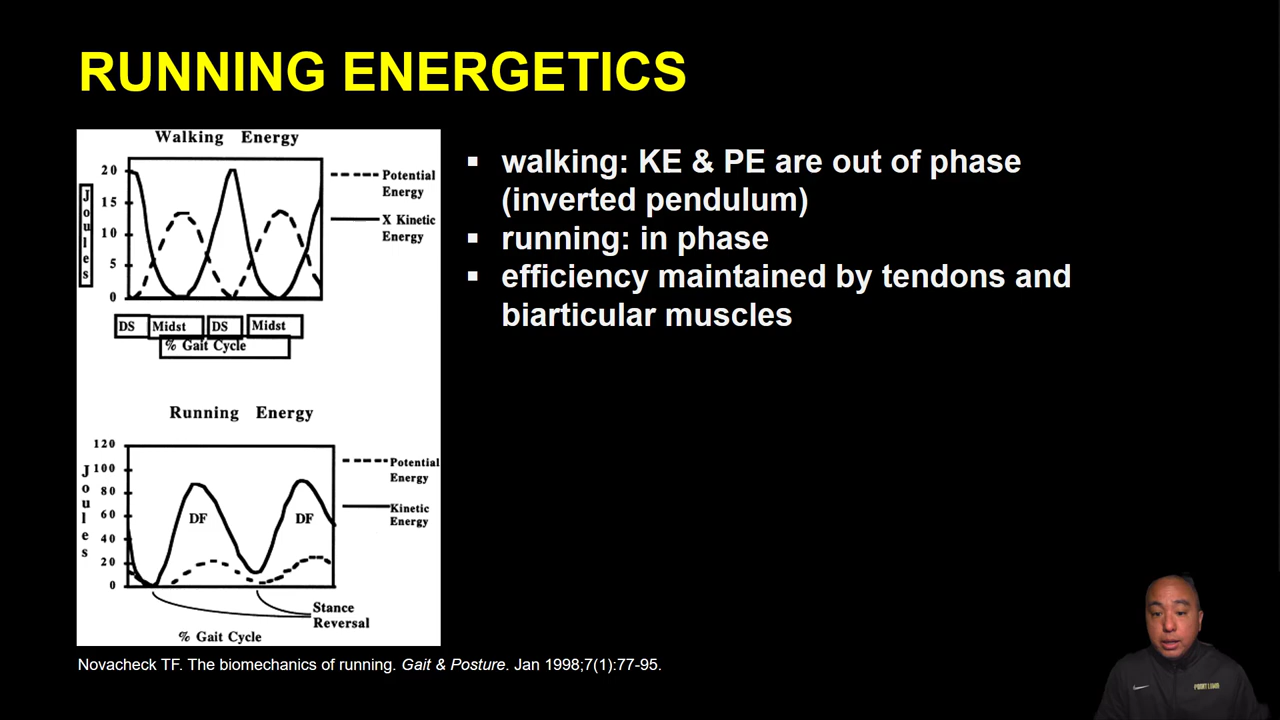 RUNNING ENERGETICS
Walking Energy
20
15
10
5
0
Joules
Potential
Energy
X Kinetic
Energy
DS
Midst
DS
Midst
% Gait Cycle
Running Energy
120
100
80
60
40
20
0
Joules
DF
DF
Potential
Energy
Kinetic
Energy
Stance
Reversal
% Gait Cycle
▪ walking: KE & PE are out of phase
(inverted pendulum)
▪ running: in phase
▪ efficiency maintained by tendons and
biarticular muscles
Novacheck TF. The biomechanics of running. Gait & Posture. Jan 1998;7(1):77-95.
POINT LOMA